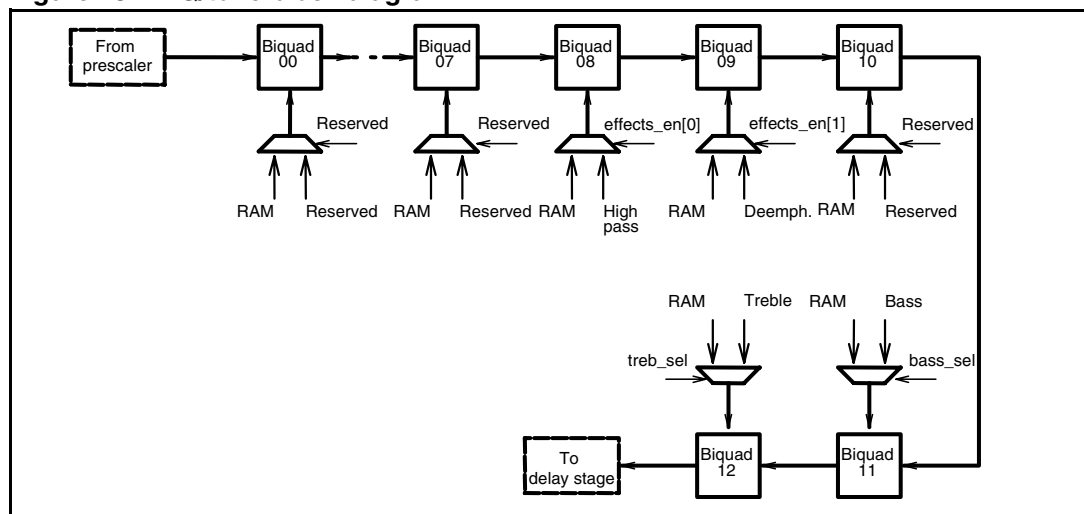 From
prescaler
Biquad
00
Biquad
07
Biquad
08
Biquad
09
Biquad
10
Reserved
Reserved
effects_en[0]
effects_en[1]
Reserved
RAM
Reserved
RAM
Reserved
RAM
High
pass
RAM
Deemph.
RAM
Reserved
RAM
Treble
RAM
Bass
treb_sel
bass_sel
To
delay stage
Biquad
12
Biquad
11